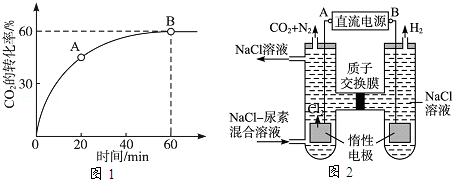 CO₂的转化率/%
60
30
0
20
40
60
时间/min
A
B
图 1
CO₂+N₂
A
直流电源
B
H₂
NaCl溶液
质子
交换膜
NaCl
溶液
NaCl-尿素
混合溶液
Cl₂
惰性
电极
图 2